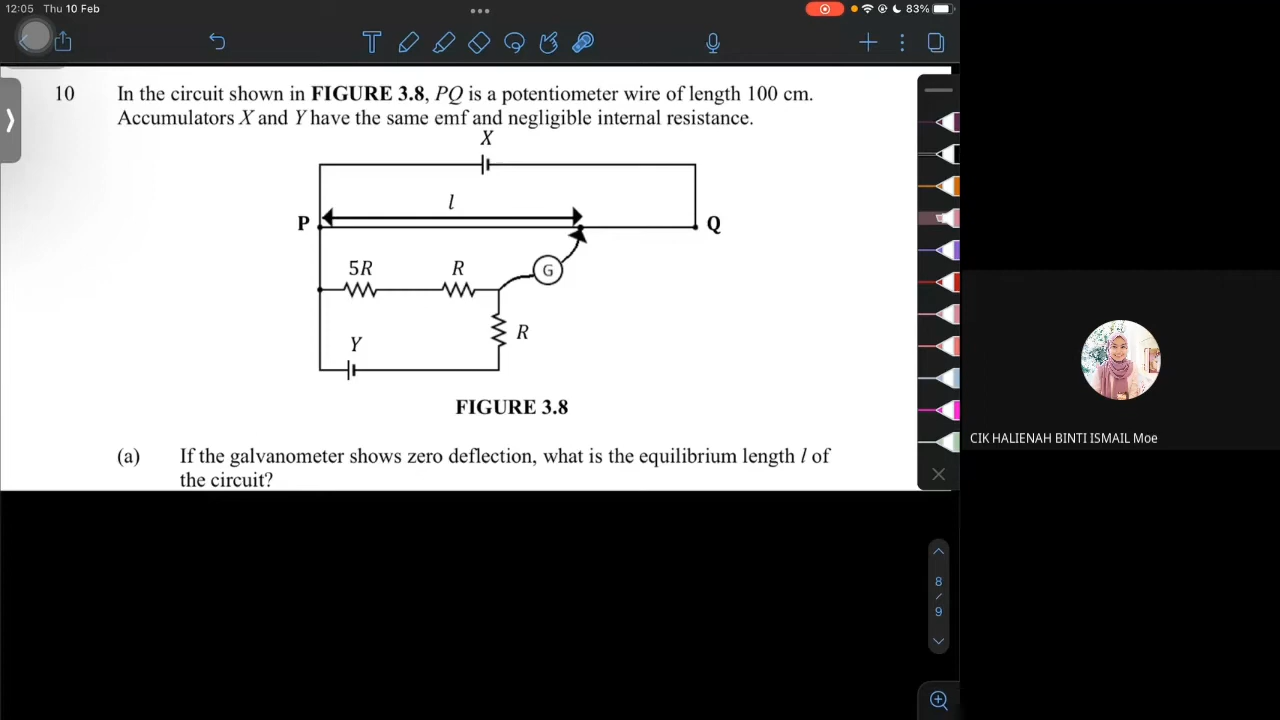 12:05 Thu 10 Feb
83%
T
10 In the circuit shown in FIGURE 3.8, PQ is a potentiometer wire of length 100 cm.
Accumulators X and Y have the same emf and negligible internal resistance.
X
l
P
Q
5R
R
G
R
Y
FIGURE 3.8
(a) If the galvanometer shows zero deflection, what is the equilibrium length l of
the circuit?
CIK HALIENAH BINTI ISMAIL Moe
8
/
9